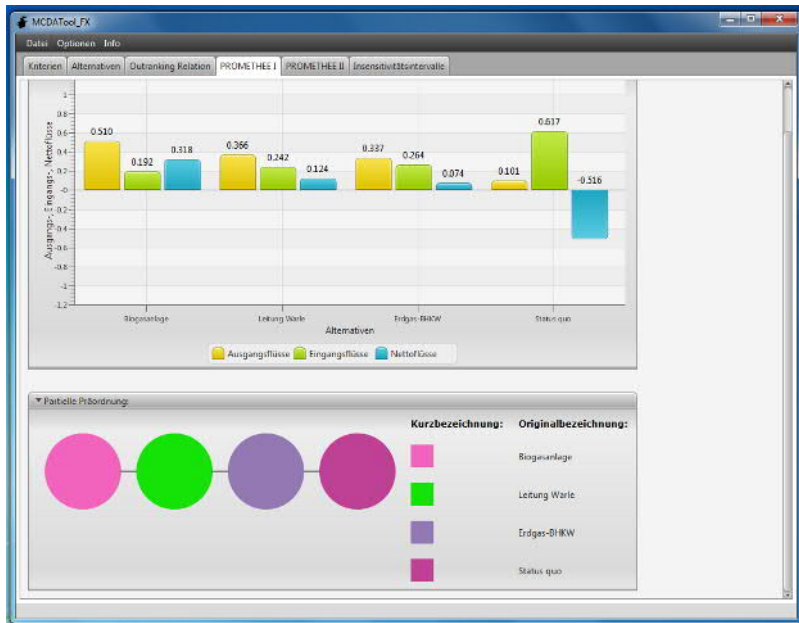 MCDATool_FX
Datei Optionen Info
Kriterien Alternativen Outranking Relation PROMETHEE I PROMETHEE II Insensitivitätsintervalle
Ausgangs-, Eingangs-, Nettoflüsse
1
0.8
0.6
0.4
0.2
-0
-0.2
-0.4
-0.6
-0.8
-1
-1.2
0.510
0.192
0.318
0.366
0.242
0.124
0.337
0.264
0.074
0.101
0.617
-0.516
Biogasanlage Leitung Warle Erdgas-BHKW Status quo
Alternativen
Ausgangsflüsse Eingangsflüsse Nettoflüsse
Partielle Präordnung:
Kurzbezeichnung: Originalbezeichnung:
Biogasanlage
Leitung Warle
Erdgas-BHKW
Status quo